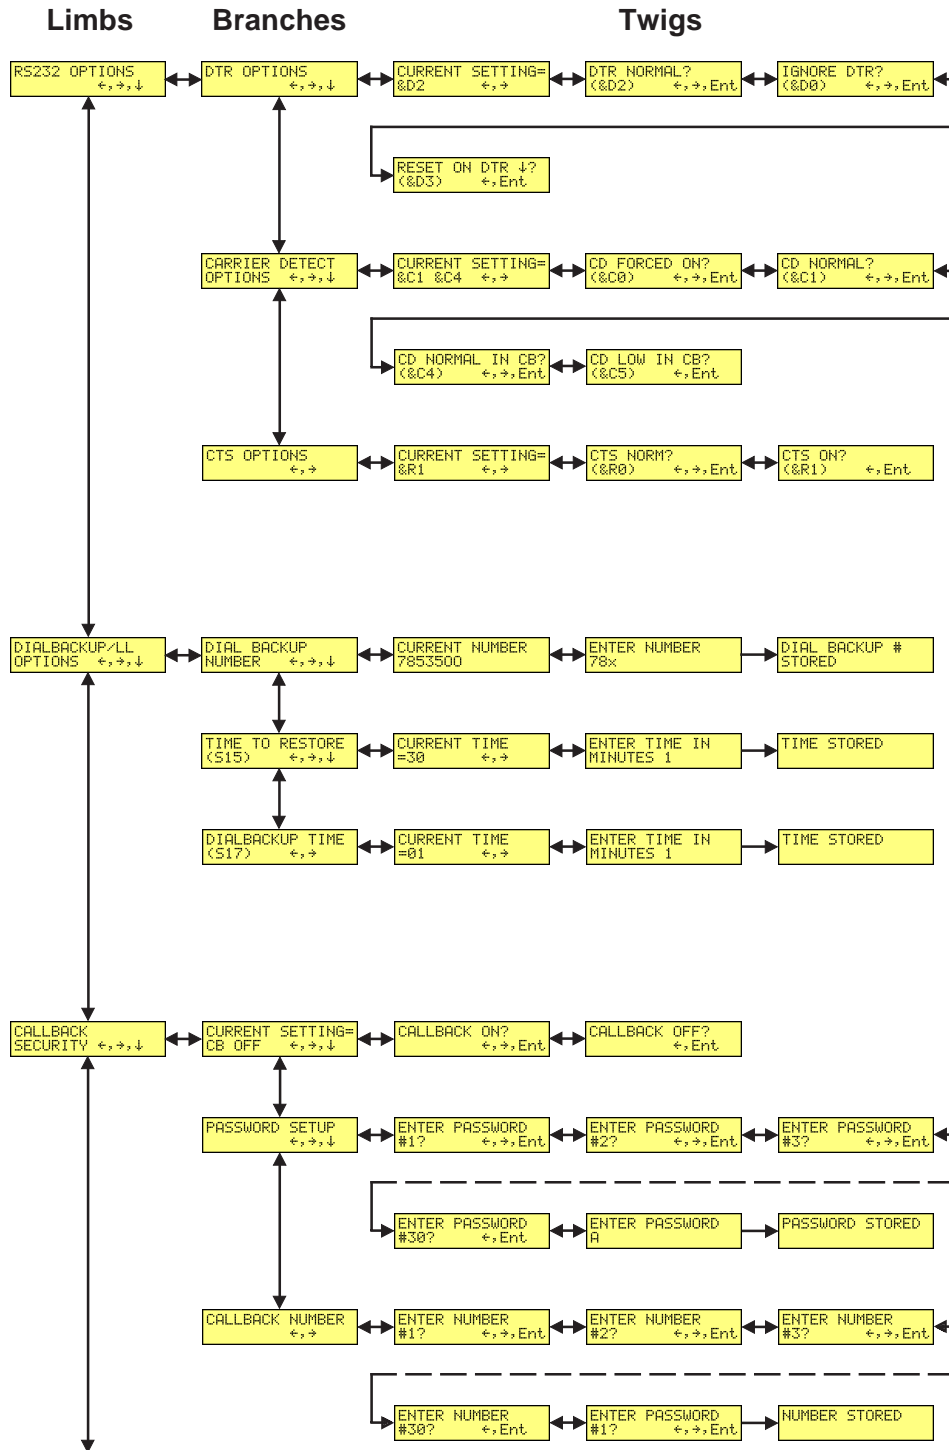 Limbs Branches Twigs
RS232 OPTIONS
←,→,↓
DTR OPTIONS
←,→,↓
CURRENT SETTING=
&D2 ←,→
DTR NORMAL?
(&D2) ←,→,Ent
IGNORE DTR?
(&D0) ←,→,Ent
RESET ON DTR ↓?
(&D3) ←,Ent
CARRIER DETECT
OPTIONS ←,→,↓
CURRENT SETTING=
&C1 &C4 ←,→
CD FORCED ON?
(&C0) ←,→,Ent
CD NORMAL?
(&C1) ←,→,Ent
CD NORMAL IN CB?
(&C4) ←,→,Ent
CD LOW IN CB?
(&C5) ←,Ent
CTS OPTIONS
←,→
CURRENT SETTING=
&R1 ←,→
CTS NORM?
(&R0) ←,→,Ent
CTS ON?
(&R1) ←,Ent
DIALBACKUP/LL
OPTIONS ←,→,↓
DIAL BACKUP
NUMBER ←,→,↓
CURRENT NUMBER
7853500
ENTER NUMBER
78x
DIAL BACKUP #
STORED
TIME TO RESTORE
(S15) ←,→,↓
CURRENT TIME
=30 ←,→
ENTER TIME IN
MINUTES 1
TIME STORED
DIALBACKUP TIME
(S17) ←,→
CURRENT TIME
=01 ←,→
ENTER TIME IN
MINUTES 1
TIME STORED
CALLBACK
SECURITY ←,→,↓
CURRENT SETTING=
CB OFF ←,→,↓
CALLBACK ON?
←,→,Ent
CALLBACK OFF?
←,Ent
PASSWORD SETUP
←,→,↓
ENTER PASSWORD
#1? ←,→,Ent
ENTER PASSWORD
#2? ←,→,Ent
ENTER PASSWORD
#3? ←,→,Ent
ENTER PASSWORD
#30? ←,Ent
ENTER PASSWORD
A
PASSWORD STORED
CALLBACK NUMBER
←,→
ENTER NUMBER
#1? ←,→,Ent
ENTER NUMBER
#2? ←,→,Ent
ENTER NUMBER
#3? ←,→,Ent
ENTER NUMBER
#30? ←,Ent
ENTER PASSWORD
#1? ←,→,Ent
NUMBER STORED